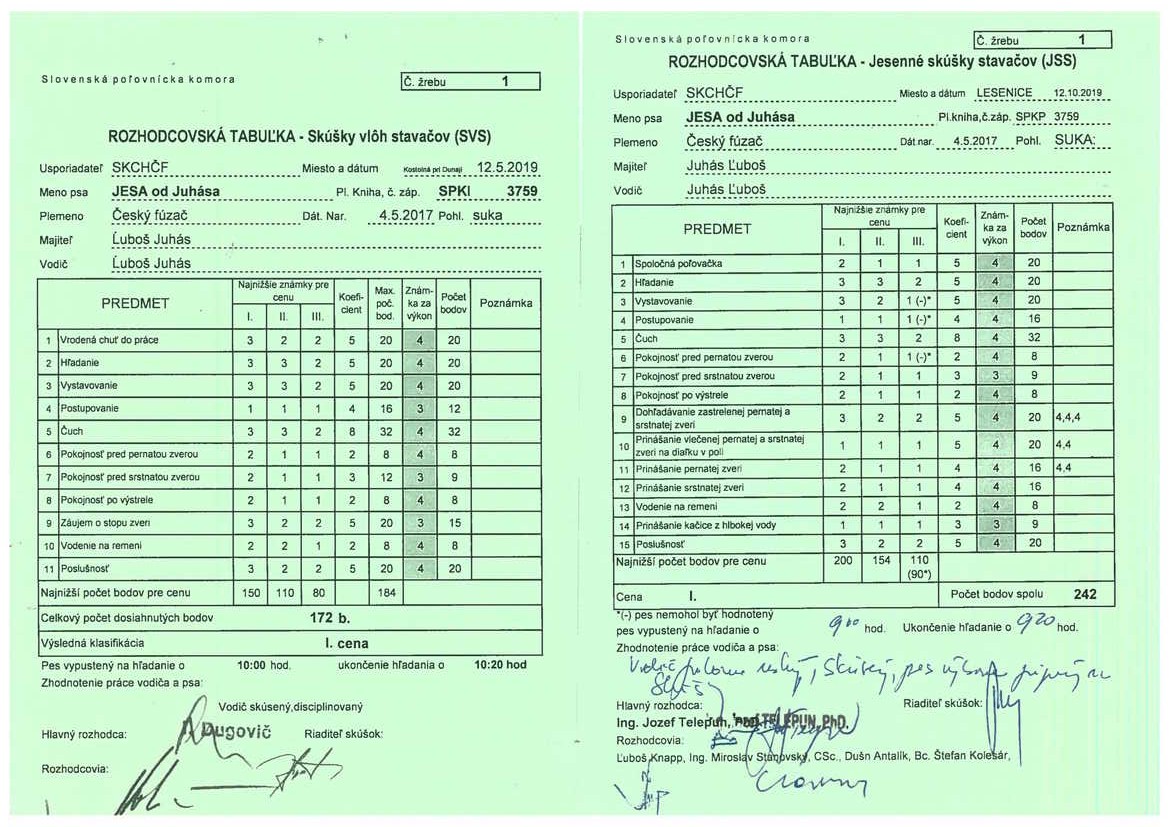 Slovenská poľovnícka komora
Č. žrebu 1
ROZHODCOVSKÁ TABUĽKA - Skúšky vlôh stavačov (SVS)
Usporiadateľ SKCHČF Miesto a dátum Kostolná pri Dunaji 12.5.2019
Meno psa JESA od Juhása Pl. Kniha, č. záp. SPKI 3759
Plemeno Český fúzač Dát. Nar. 4.5.2017 Pohl. suka
Majiteľ Ľuboš Juhás
Vodič Ľuboš Juhás
PREDMET Najnižšie známky pre cenu I. II. III. Koeficient Max. poč. bod. Znám-ka za výkon Počet bodov Poznámka
1 Vrodená chuť do práce 3 2 2 5 20 4 20
2 Hľadanie 3 3 2 5 20 4 20
3 Vystavovanie 3 3 2 5 20 4 20
4 Postupovanie 1 1 1 4 16 3 12
5 Čuch 3 3 2 8 32 4 32
6 Pokojnosť pred pernatou zverou 2 1 1 2 8 4 8
7 Pokojnosť pred srstnatou zverou 2 1 1 3 12 3 9
8 Pokojnosť po výstrele 2 1 1 2 8 4 8
9 Záujem o stopu zveri 3 2 2 5 20 3 15
10 Vodenie na remeni 2 2 1 2 8 4 8
11 Poslušnosť 3 2 2 5 20 4 20
Najnižší počet bodov pre cenu 150 110 80 184
Celkový počet dosiahnutých bodov 172 b.
Výsledná klasifikácia I. cena
Pes vypustený na hľadanie o 10:00 hod. ukončenie hľadania o 10:20 hod
Zhodnotenie práce vodiča a psa:
Vodič skúsený,disciplinovaný
Hlavný rozhodca: Dugovič Riaditeľ skúšok:
Rozhodcovia:
Slovenská poľovnícka komora
Č. žrebu 1
ROZHODCOVSKÁ TABUĽKA - Jesenné skúšky stavačov (JSS)
Usporiadateľ SKCHČF Miesto a dátum LESENICE 12.10.2019
Meno psa JESA od Juhása Pl.kniha,č.záp. SPKP 3759
Plemeno Český fúzač Dát.nar. 4.5.2017 Pohl. SUKA:
Majiteľ Juhás Ľuboš
Vodič Juhás Ľuboš
PREDMET Najnižšie známky pre cenu I. II. III. Koefi-cient Znám-ka za výkon Počet bodov Poznámka
1 Spoločná poľovačka 2 1 1 5 4 20
2 Hľadanie 3 3 2 5 4 20
3 Vystavovanie 3 2 1 (-)* 5 4 20
4 Postupovanie 1 1 1 (-)* 4 4 16
5 Čuch 3 3 2 8 4 32
6 Pokojnosť pred pernatou zverou 2 1 1 (-)* 2 4 8
7 Pokojnosť pred srstnatou zverou 2 1 1 3 3 9
8 Pokojnosť po výstrele 2 1 1 2 4 8
9 Dohľadávanie zastrelenej pernatej a srstnatej zveri 3 2 2 5 4 20 4,4,4
10 Prinášanie vlečenej pernatej a srstnatej zveri na diaľku v poli 1 1 1 5 4 20 4,4
11 Prinášanie pernatej zveri 2 1 1 4 4 16 4,4
12 Prinášanie srstnatej zveri 2 1 1 4 4 16
13 Vodenie na remeni 2 2 1 2 4 8
14 Prinášanie kačice z hlbokej vody 1 1 1 3 3 9
15 Poslušnosť 3 2 2 5 4 20
Najnižší počet bodov pre cenu 200 154 110 (90*)
Cena I. Počet bodov spolu 242
*(-) pes nemohol byť hodnotený
pes vypustený na hľadanie o 9⁰⁰ hod. Ukončenie hľadania o 9²⁰ hod.
Zhodnotenie práce vodiča a psa:
Hlavný rozhodca: Riaditeľ skúšok:
Ing. Jozef Telepun, PhD.
Rozhodcovia:
Ľuboš Knapp, Ing. Miroslav Stanovský, CSc., Dušn Antalík, Bc. Štefan Kolesár,